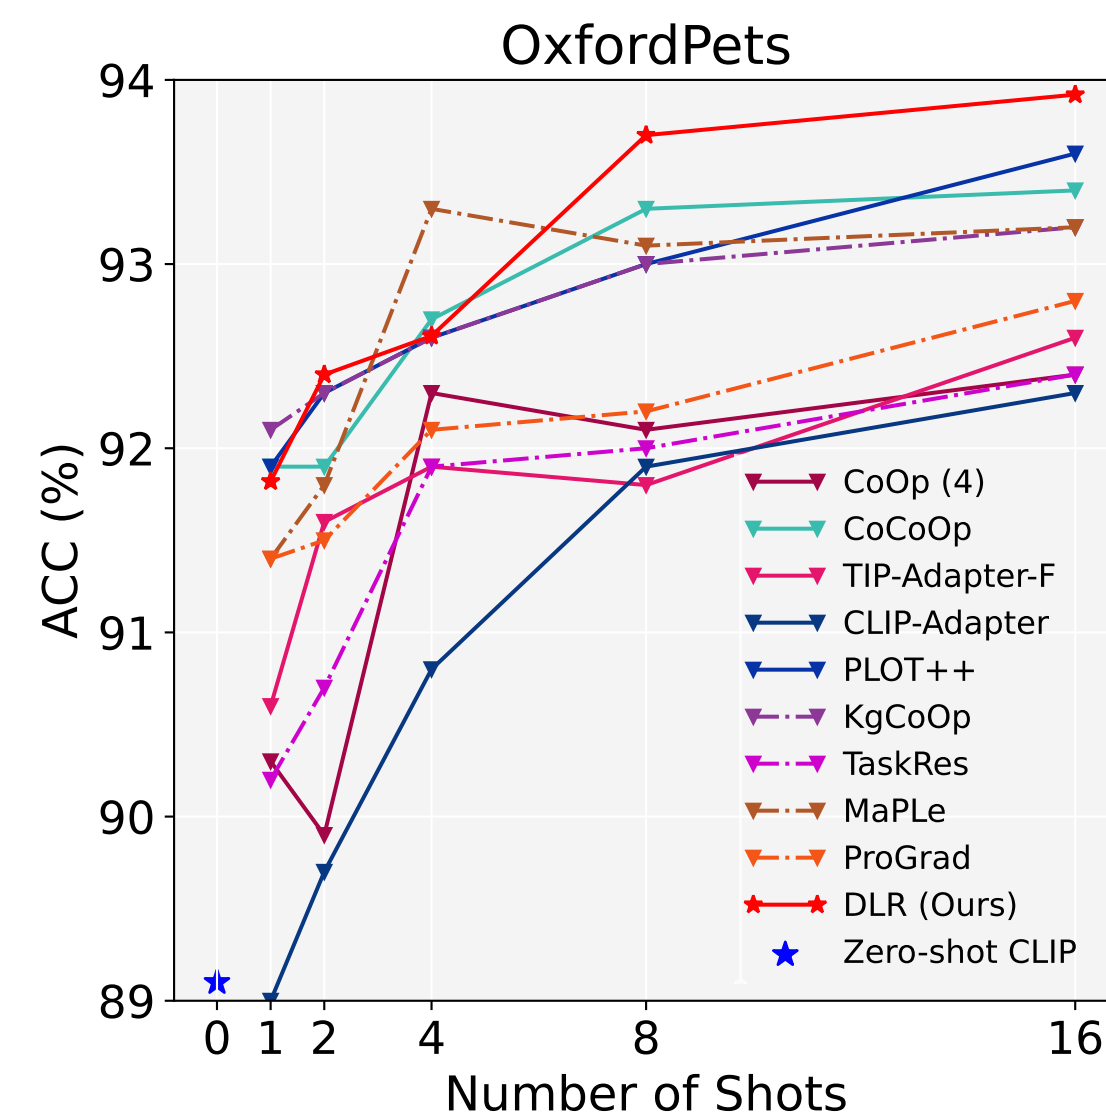 OxfordPets
94
93
92
91
90
89
ACC (%)
CoOp (4)
CoCoOp
TIP-Adapter-F
CLIP-Adapter
PLOT++
KgCoOp
TaskRes
MaPLe
ProGrad
DLR (Ours)
Zero-shot CLIP
0 1 2 4 8 16
Number of Shots